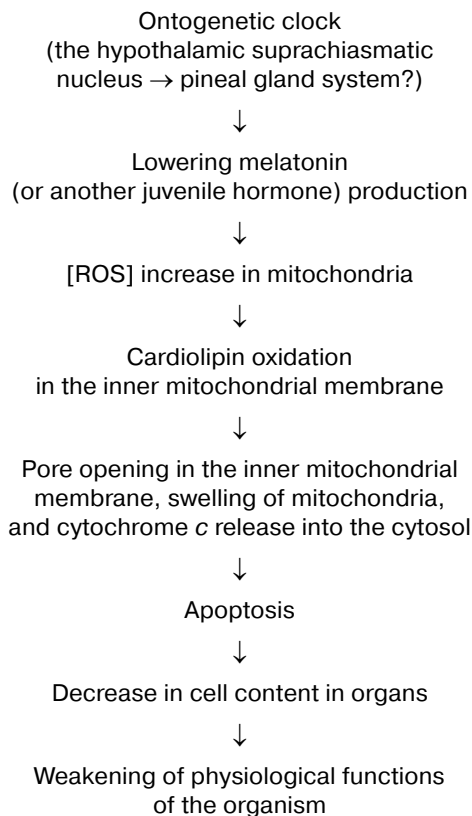 Ontogenetic clock
(the hypothalamic suprachiasmatic
nucleus → pineal gland system?)
↓
Lowering melatonin
(or another juvenile hormone) production
↓
[ROS] increase in mitochondria
↓
Cardiolipin oxidation
in the inner mitochondrial membrane
↓
Pore opening in the inner mitochondrial
membrane, swelling of mitochondria,
and cytochrome c release into the cytosol
↓
Apoptosis
↓
Decrease in cell content in organs
↓
Weakening of physiological functions
of the organism